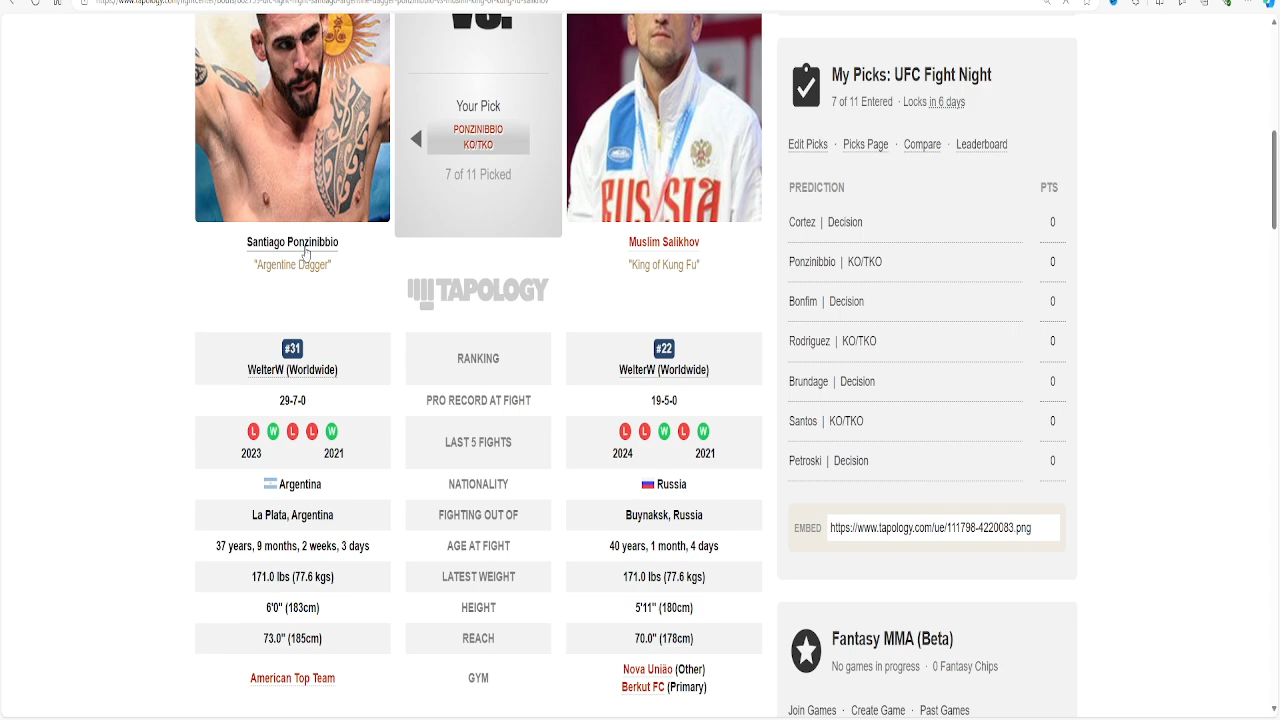 https://www.tapology.com/fightcenter/bouts/
VS.
Your Pick
PONZINIBBIO
KO/TKO
7 of 11 Picked
RUSSIA
Santiago Ponzinibbio
"Argentine Dagger"
Muslim Salikhov
"King of Kung Fu"
TAPOLOGY
#31
WelterW (Worldwide)
RANKING
#22
WelterW (Worldwide)
29-7-0
PRO RECORD AT FIGHT
19-5-0
L W L L W
2023 2021
LAST 5 FIGHTS
L L W L W
2024 2021
Argentina
NATIONALITY
Russia
La Plata, Argentina
FIGHTING OUT OF
Buynaksk, Russia
37 years, 9 months, 2 weeks, 3 days
AGE AT FIGHT
40 years, 1 month, 4 days
171.0 lbs (77.6 kgs)
LATEST WEIGHT
171.0 lbs (77.6 kgs)
6'0" (183cm)
HEIGHT
5'11" (180cm)
73.0" (185cm)
REACH
70.0" (178cm)
American Top Team
GYM
Nova União (Other)
Berkut FC (Primary)
My Picks: UFC Fight Night
7 of 11 Entered · Locks in 6 days
Edit Picks · Picks Page · Compare · Leaderboard
PREDICTION PTS
Cortez | Decision 0
Ponzinibbio | KO/TKO 0
Bonfim | Decision 0
Rodriguez | KO/TKO 0
Brundage | Decision 0
Santos | KO/TKO 0
Petroski | Decision 0
EMBED https://www.tapology.com/ue/111798-4220083.png
Fantasy MMA (Beta)
No games in progress · 0 Fantasy Chips
Join Games · Create Game · Past Games